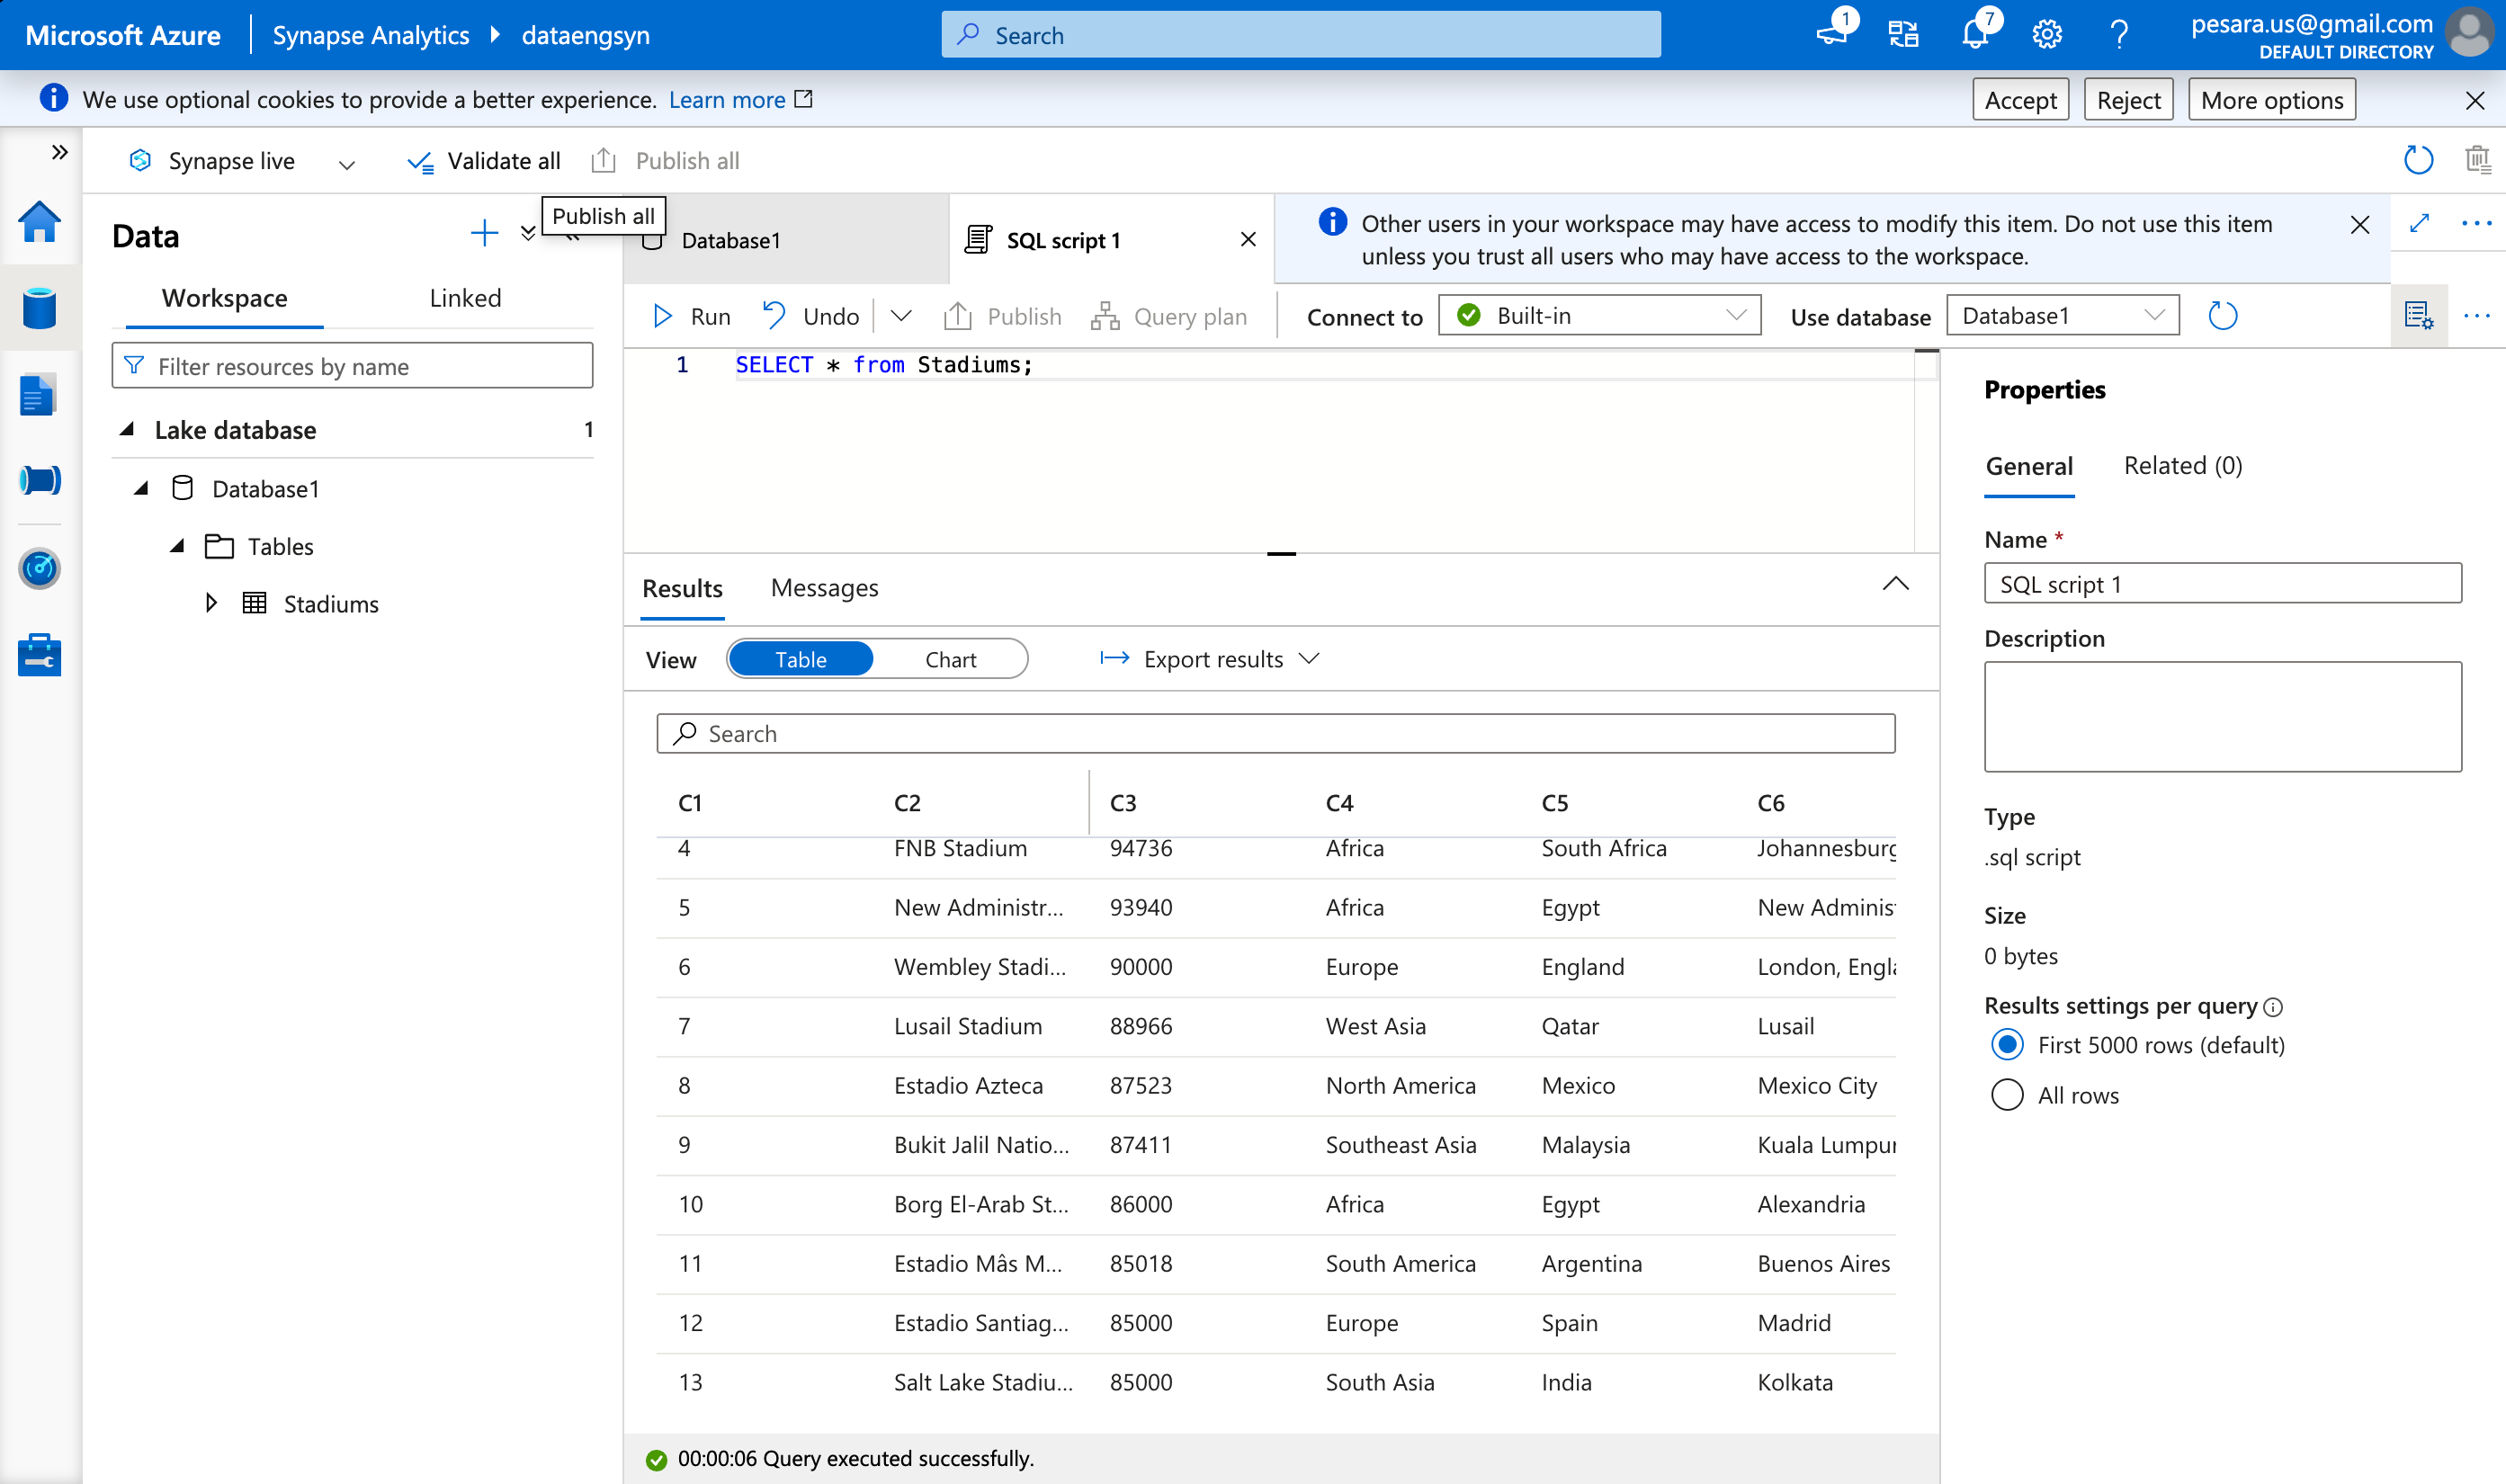 Microsoft Azure
Synapse Analytics
dataengsyn
Search
1
7
pesara.us@gmail.com
DEFAULT DIRECTORY
We use optional cookies to provide a better experience. Learn more
Accept
Reject
More options
Synapse live
Validate all
Publish all
Publish all
Data
Workspace
Linked
Filter resources by name
Lake database 1
Database1
Tables
Stadiums
Database1
SQL script 1
Other users in your workspace may have access to modify this item. Do not use this item
unless you trust all users who may have access to the workspace.
Run
Undo
Publish
Query plan
Connect to
Built-in
Use database
Database1
1 SELECT * from Stadiums;
Results
Messages
View
Table
Chart
Export results
Search
C1 C2 C3 C4 C5 C6
4 FNB Stadium 94736 Africa South Africa Johannesburg
5 New Administr... 93940 Africa Egypt New Adminis
6 Wembley Stadi... 90000 Europe England London, Engl
7 Lusail Stadium 88966 West Asia Qatar Lusail
8 Estadio Azteca 87523 North America Mexico Mexico City
9 Bukit Jalil Natio... 87411 Southeast Asia Malaysia Kuala Lumpur
10 Borg El-Arab St... 86000 Africa Egypt Alexandria
11 Estadio Mâs M... 85018 South America Argentina Buenos Aires
12 Estadio Santiag... 85000 Europe Spain Madrid
13 Salt Lake Stadiu... 85000 South Asia India Kolkata
00:00:06 Query executed successfully.
Properties
General
Related (0)
Name *
SQL script 1
Description
Type
.sql script
Size
0 bytes
Results settings per query
First 5000 rows (default)
All rows